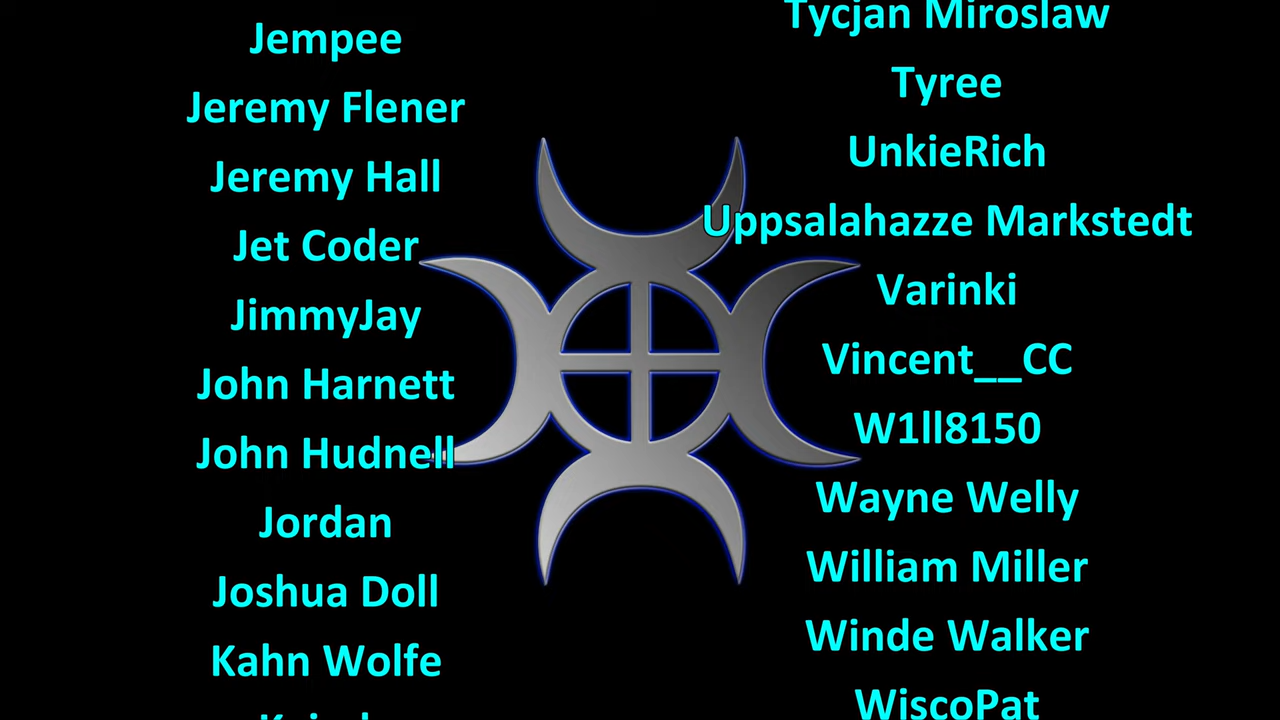 Jempee
Jeremy Flener
Jeremy Hall
Jet Coder
JimmyJay
John Harnett
John Hudnell
Jordan
Joshua Doll
Kahn Wolfe
Tycjan Miroslaw
Tyree
UnkieRich
Uppsalahazze Markstedt
Varinki
Vincent__CC
W1ll8150
Wayne Welly
William Miller
Winde Walker
WiscoPat